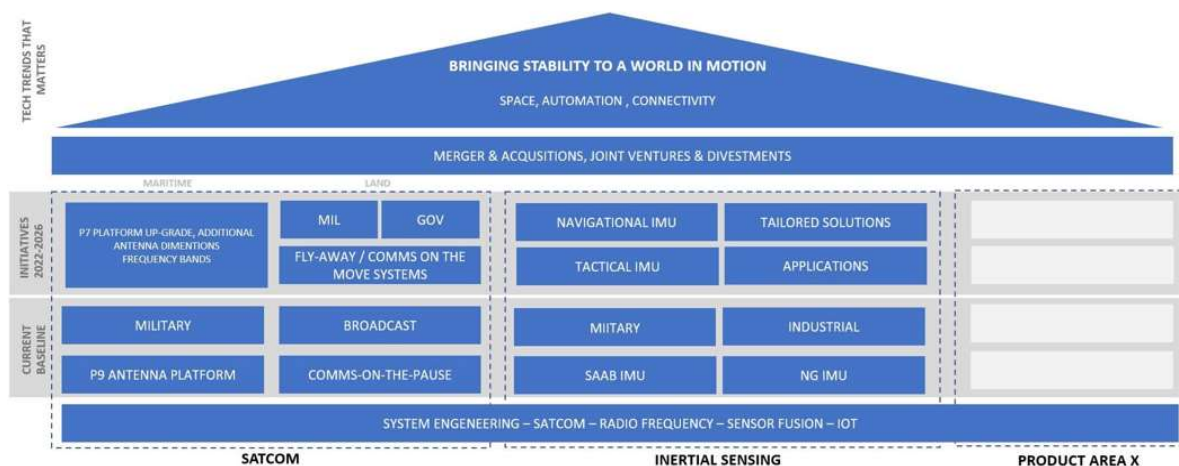 TECH TRENDS THAT
MATTERS
BRINGING STABILITY TO A WORLD IN MOTION
SPACE, AUTOMATION , CONNECTIVITY
MERGER & ACQUSITIONS, JOINT VENTURES & DIVESTMENTS
MARITIME
LAND
INITIATIVES
2022-2026
P7 PLATFORM UP-GRADE, ADDITIONAL
ANTENNA DIMENTIONS
FREQUENCY BANDS
MIL
GOV
FLY-AWAY / COMMS ON THE
MOVE SYSTEMS
NAVIGATIONAL IMU
TAILORED SOLUTIONS
TACTICAL IMU
APPLICATIONS
CURRENT
BASELINE
MILITARY
BROADCAST
P9 ANTENNA PLATFORM
COMMS-ON-THE-PAUSE
MIITARY
INDUSTRIAL
SAAB IMU
NG IMU
SYSTEM ENGENEERING – SATCOM – RADIO FREQUENCY – SENSOR FUSION – IOT
SATCOM
INERTIAL SENSING
PRODUCT AREA X